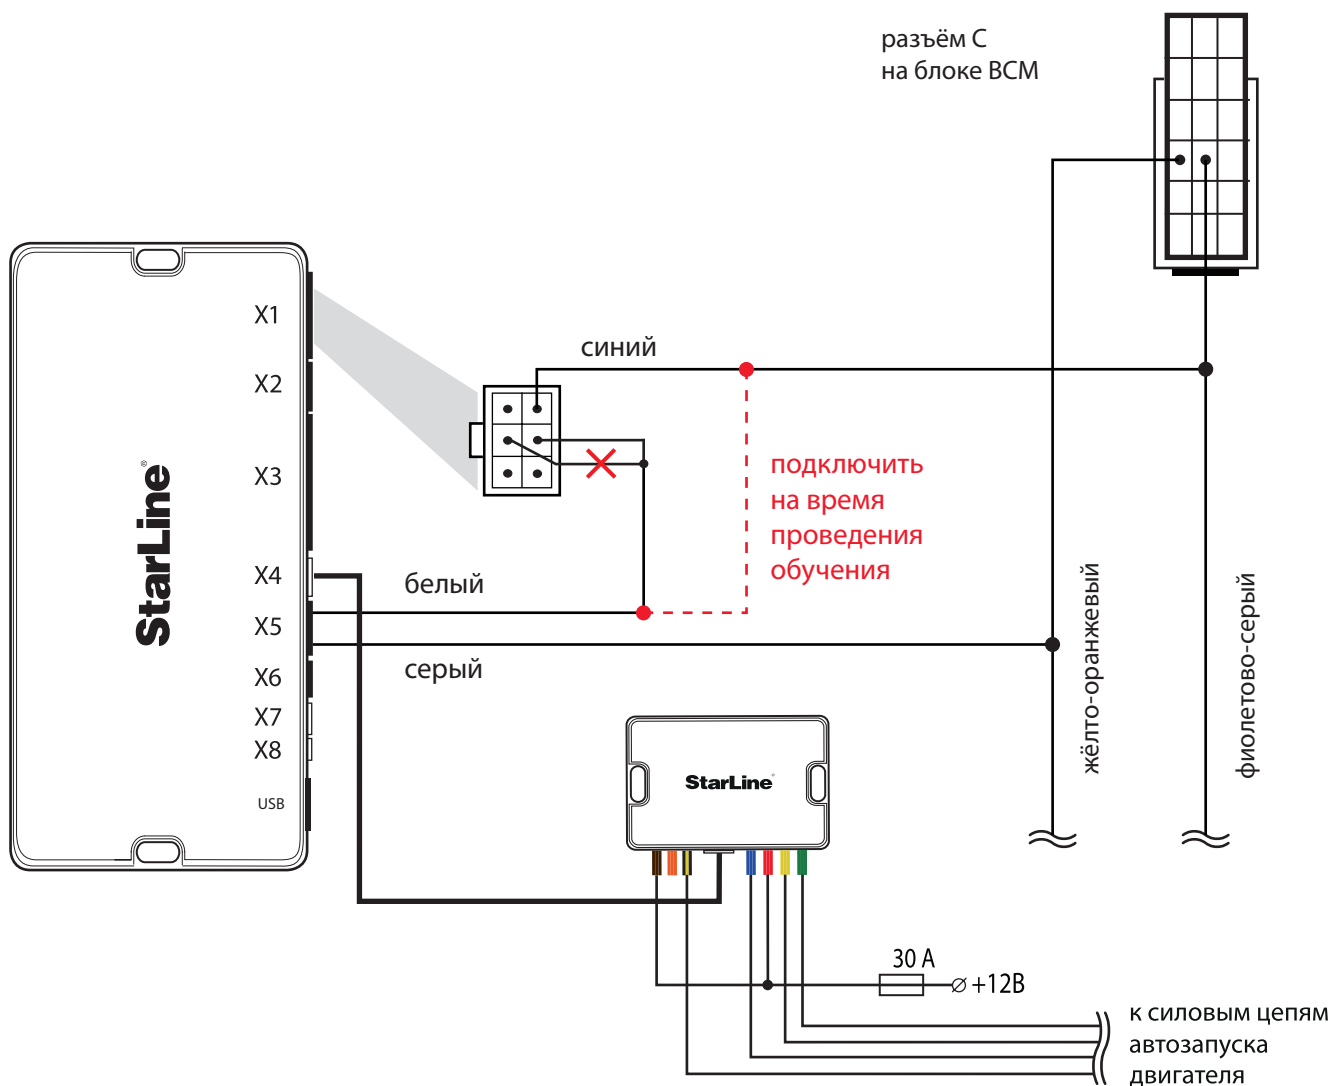 разъём C
на блоке BCM
X1
X2
X3
X4
X5
X6
X7
X8
USB
StarLine®
синий
подключить
на время
проведения
обучения
белый
серый
жёлто-оранжевый
фиолетово-серый
StarLine®
30 A
+12В
к силовым цепям
автозапуска
двигателя